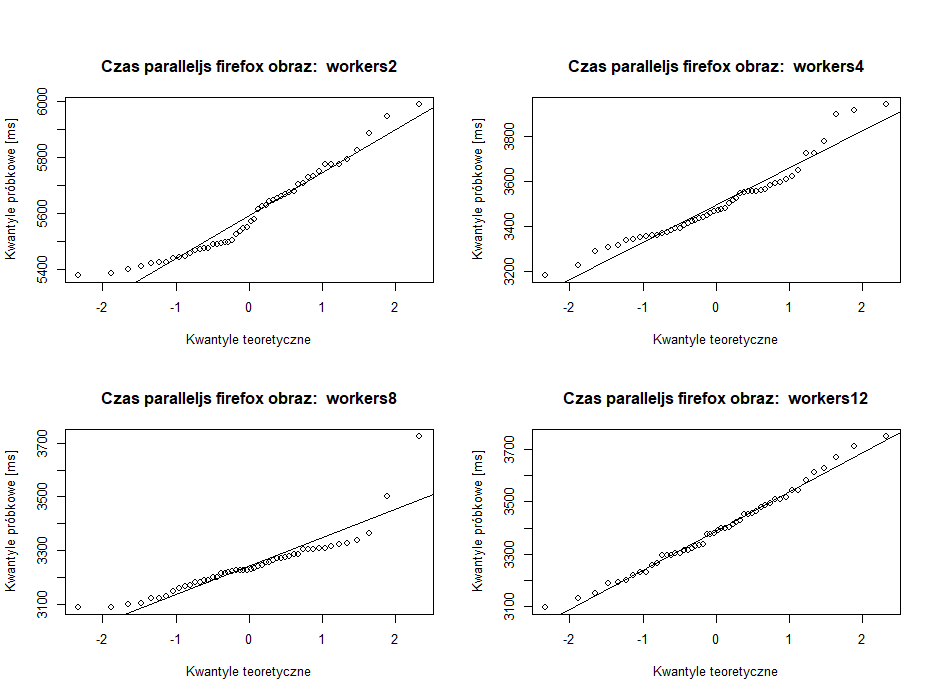 Czas paralleljs firefox obraz:  workers2
Kwantyle próbkowe [ms]
6000
5800
5600
5400
-2 -1 0 1 2
Kwantyle teoretyczne
Czas paralleljs firefox obraz:  workers4
Kwantyle próbkowe [ms]
3800
3600
3400
3200
-2 -1 0 1 2
Kwantyle teoretyczne
Czas paralleljs firefox obraz:  workers8
Kwantyle próbkowe [ms]
3700
3500
3300
3100
-2 -1 0 1 2
Kwantyle teoretyczne
Czas paralleljs firefox obraz:  workers12
Kwantyle próbkowe [ms]
3700
3500
3300
3100
-2 -1 0 1 2
Kwantyle teoretyczne